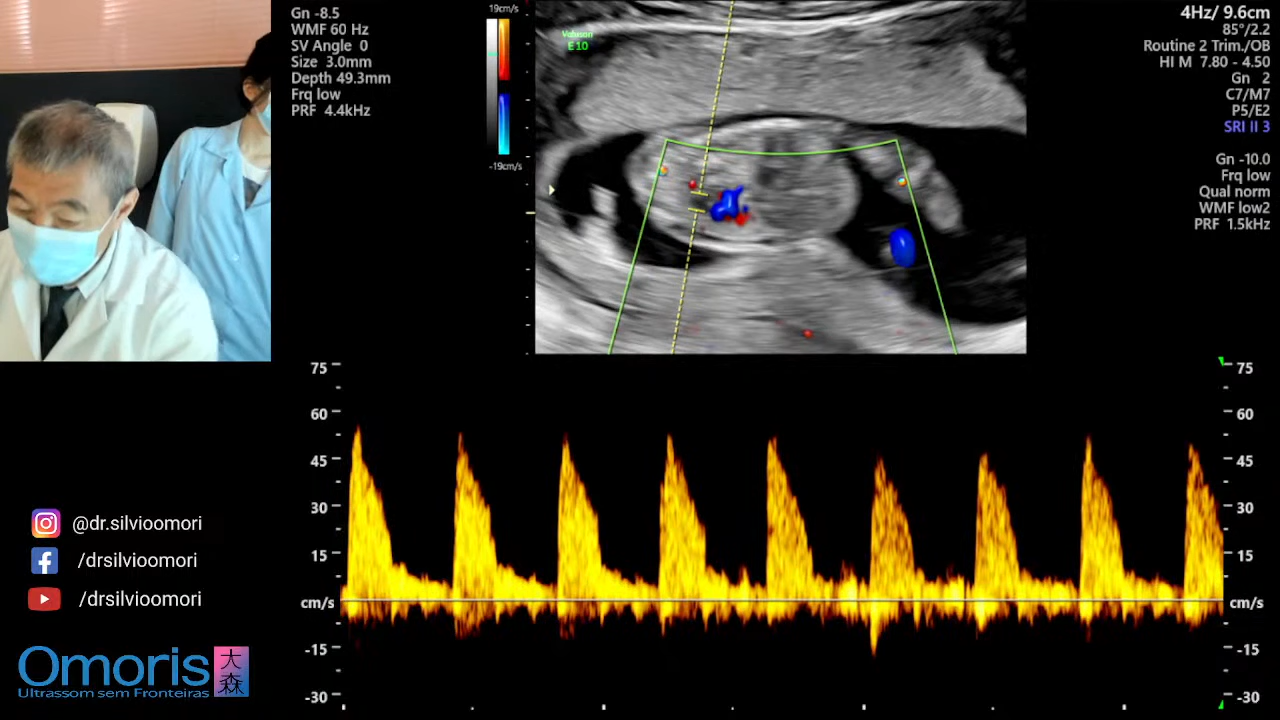 Gn -8.5
WMF 60 Hz
SV Angle 0
Size 3.0mm
Depth 49.3mm
Frq low
PRF 4.4kHz
19cm/s
-19cm/s
Voluson
E10
4Hz/ 9.6cm
85°/2.2
Routine 2 Trim./OB
HI M 7.80 - 4.50
Gn 2
C7/M7
P5/E2
SRI II 3
Gn -10.0
Frq low
Qual norm
WMF low2
PRF 1.5kHz
75
60
45
30
15
cm/s
-15
-30
75
60
45
30
15
cm/s
-15
-30
@dr.silvioomori
/drsilvioomori
/drsilvioomori
Omoris 大森
Ultrassom sem Fronteiras